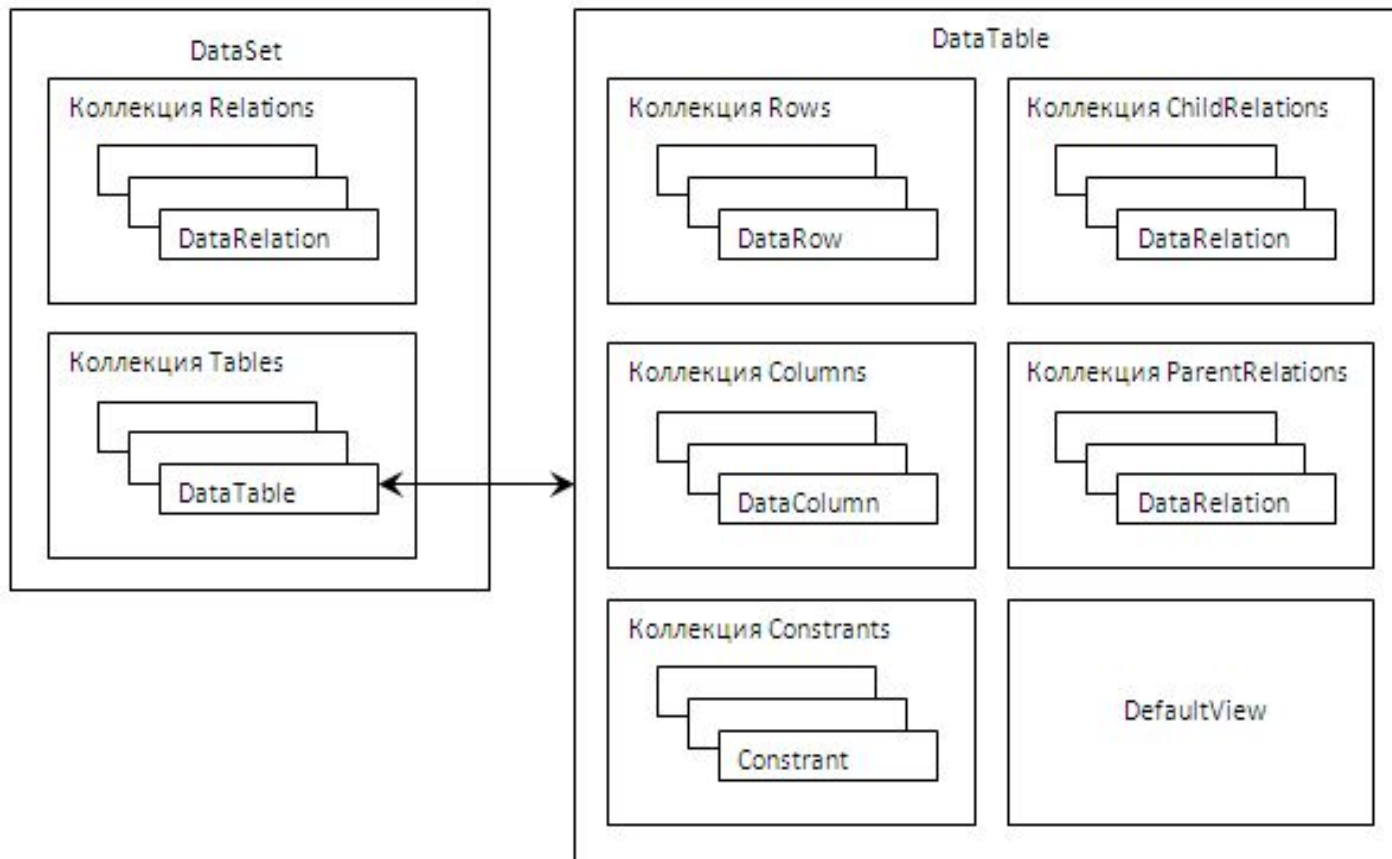 DataSet
Коллекция Relations
DataRelation
Коллекция Tables
DataTable
DataTable
Коллекция Rows
DataRow
Коллекция ChildRelations
DataRelation
Коллекция Columns
DataColumn
Коллекция ParentRelations
DataRelation
Коллекция Constrants
Constrant
DefaultView